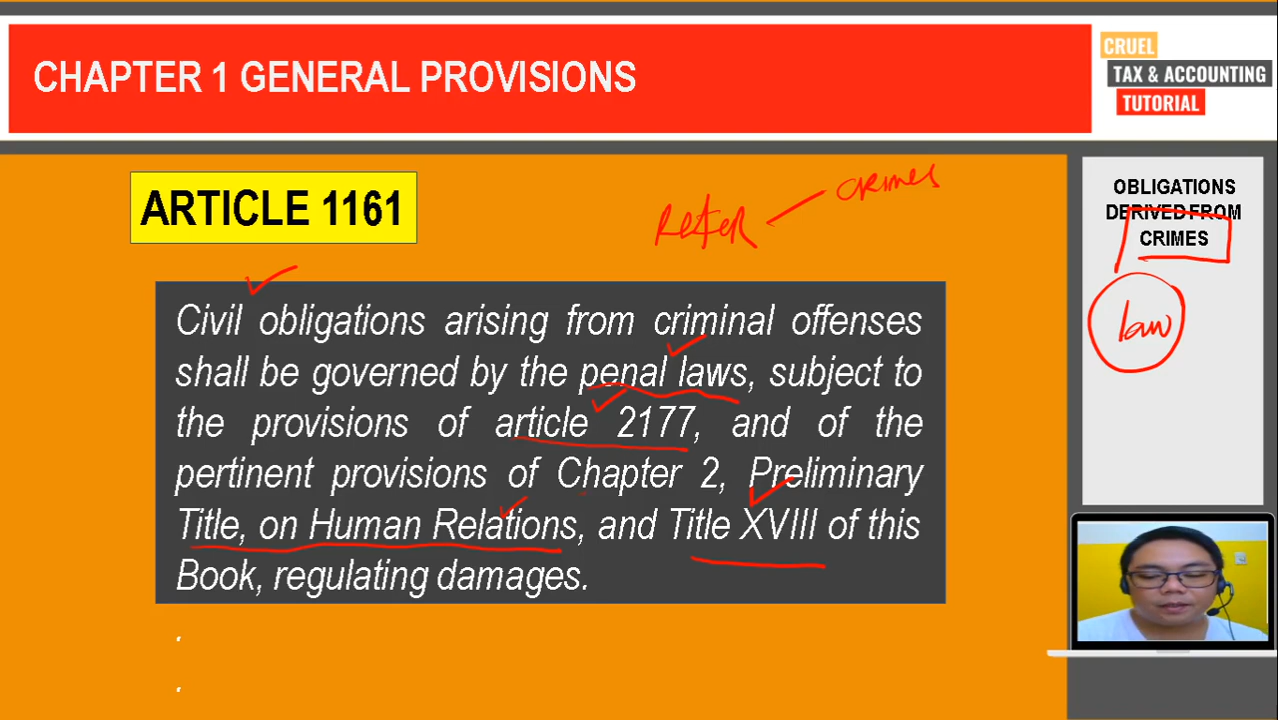 CHAPTER 1 GENERAL PROVISIONS
CRUEL
TAX & ACCOUNTING
TUTORIAL
ARTICLE 1161
Refer
crimes
OBLIGATIONS
DERIVED FROM
CRIMES
law
Civil obligations arising from criminal offenses
shall be governed by the penal laws, subject to
the provisions of article 2177, and of the
pertinent provisions of Chapter 2, Preliminary
Title, on Human Relations, and Title XVIII of this
Book, regulating damages.